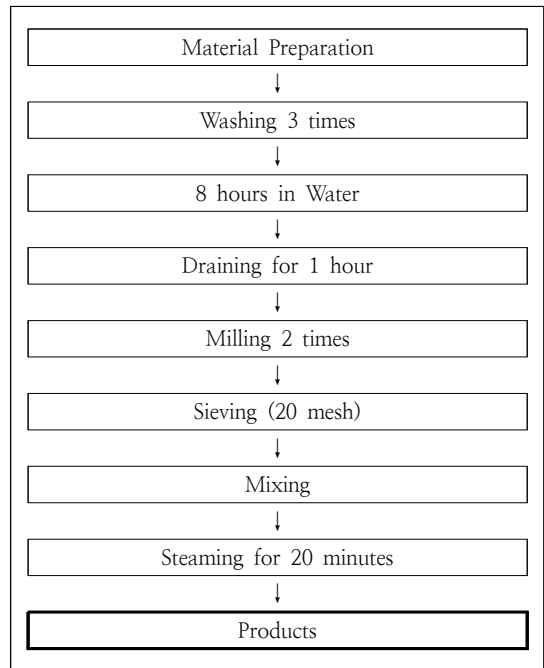 Material Preparation
↓
Washing 3 times
↓
8 hours in Water
↓
Draining for 1 hour
↓
Milling 2 times
↓
Sieving (20 mesh)
↓
Mixing
↓
Steaming for 20 minutes
↓
Products